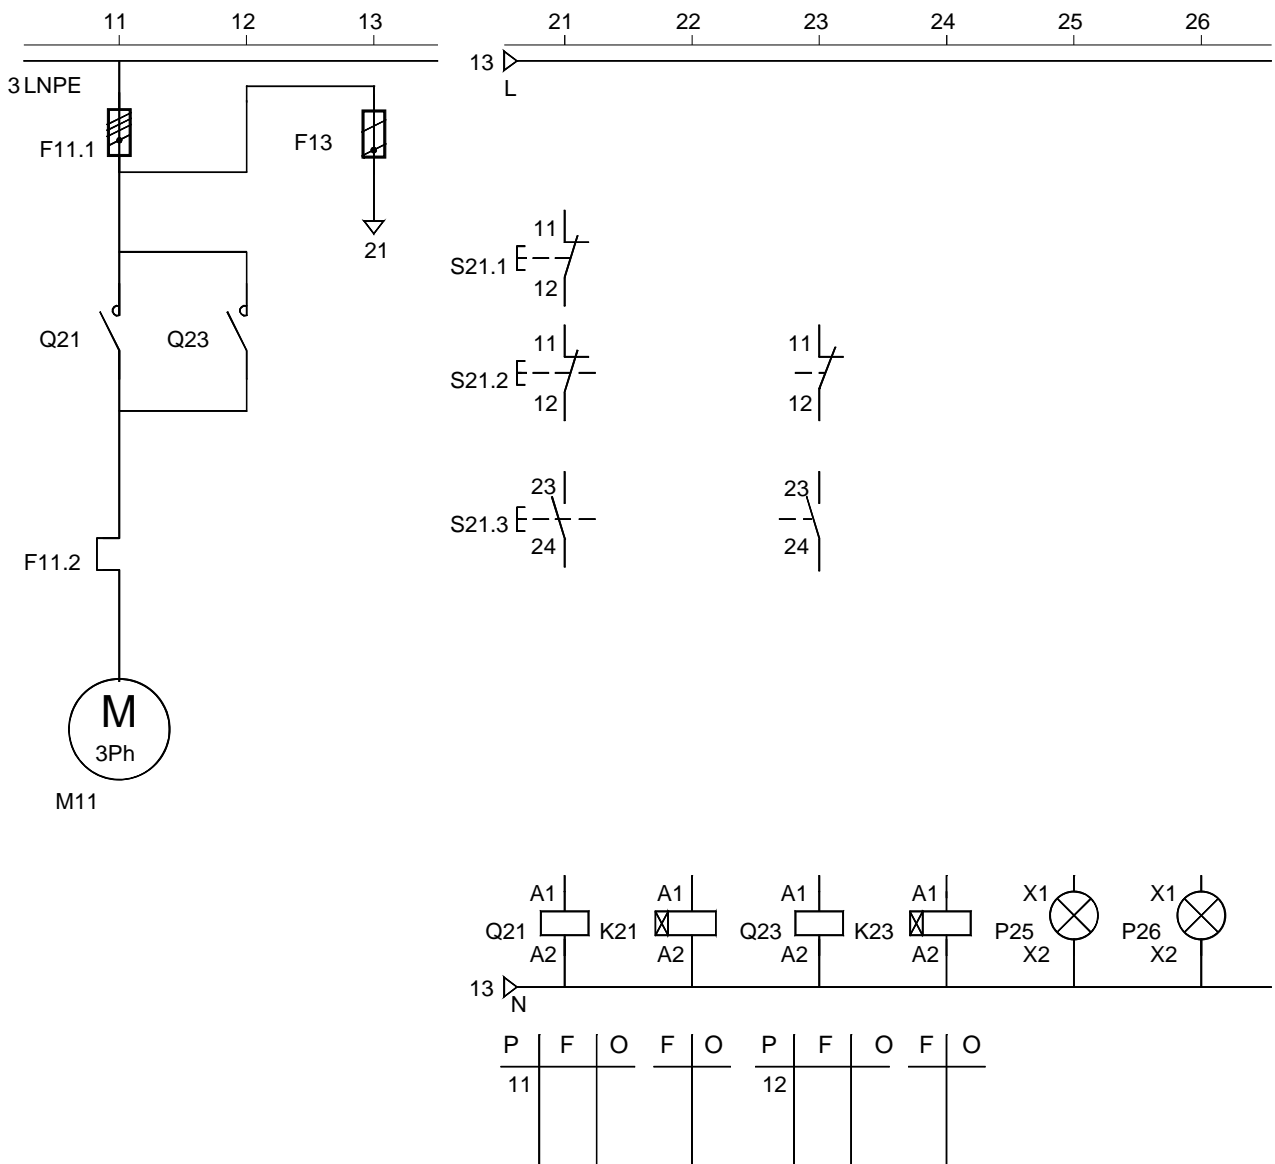 11 12 13 21 22 23 24 25 26
3 LNPE
13
L
F11.1
F13
21
11
S21.1
12
Q21
Q23
11 11
S21.2
12 12
23 23
S21.3
24 24
F11.2
M
3Ph
M11
A1 A1 A1 A1 X1 X1
Q21 K21 Q23 K23 P25 P26
A2 A2 A2 A2 X2 X2
13
N
P F O F O P F O F O
11 12